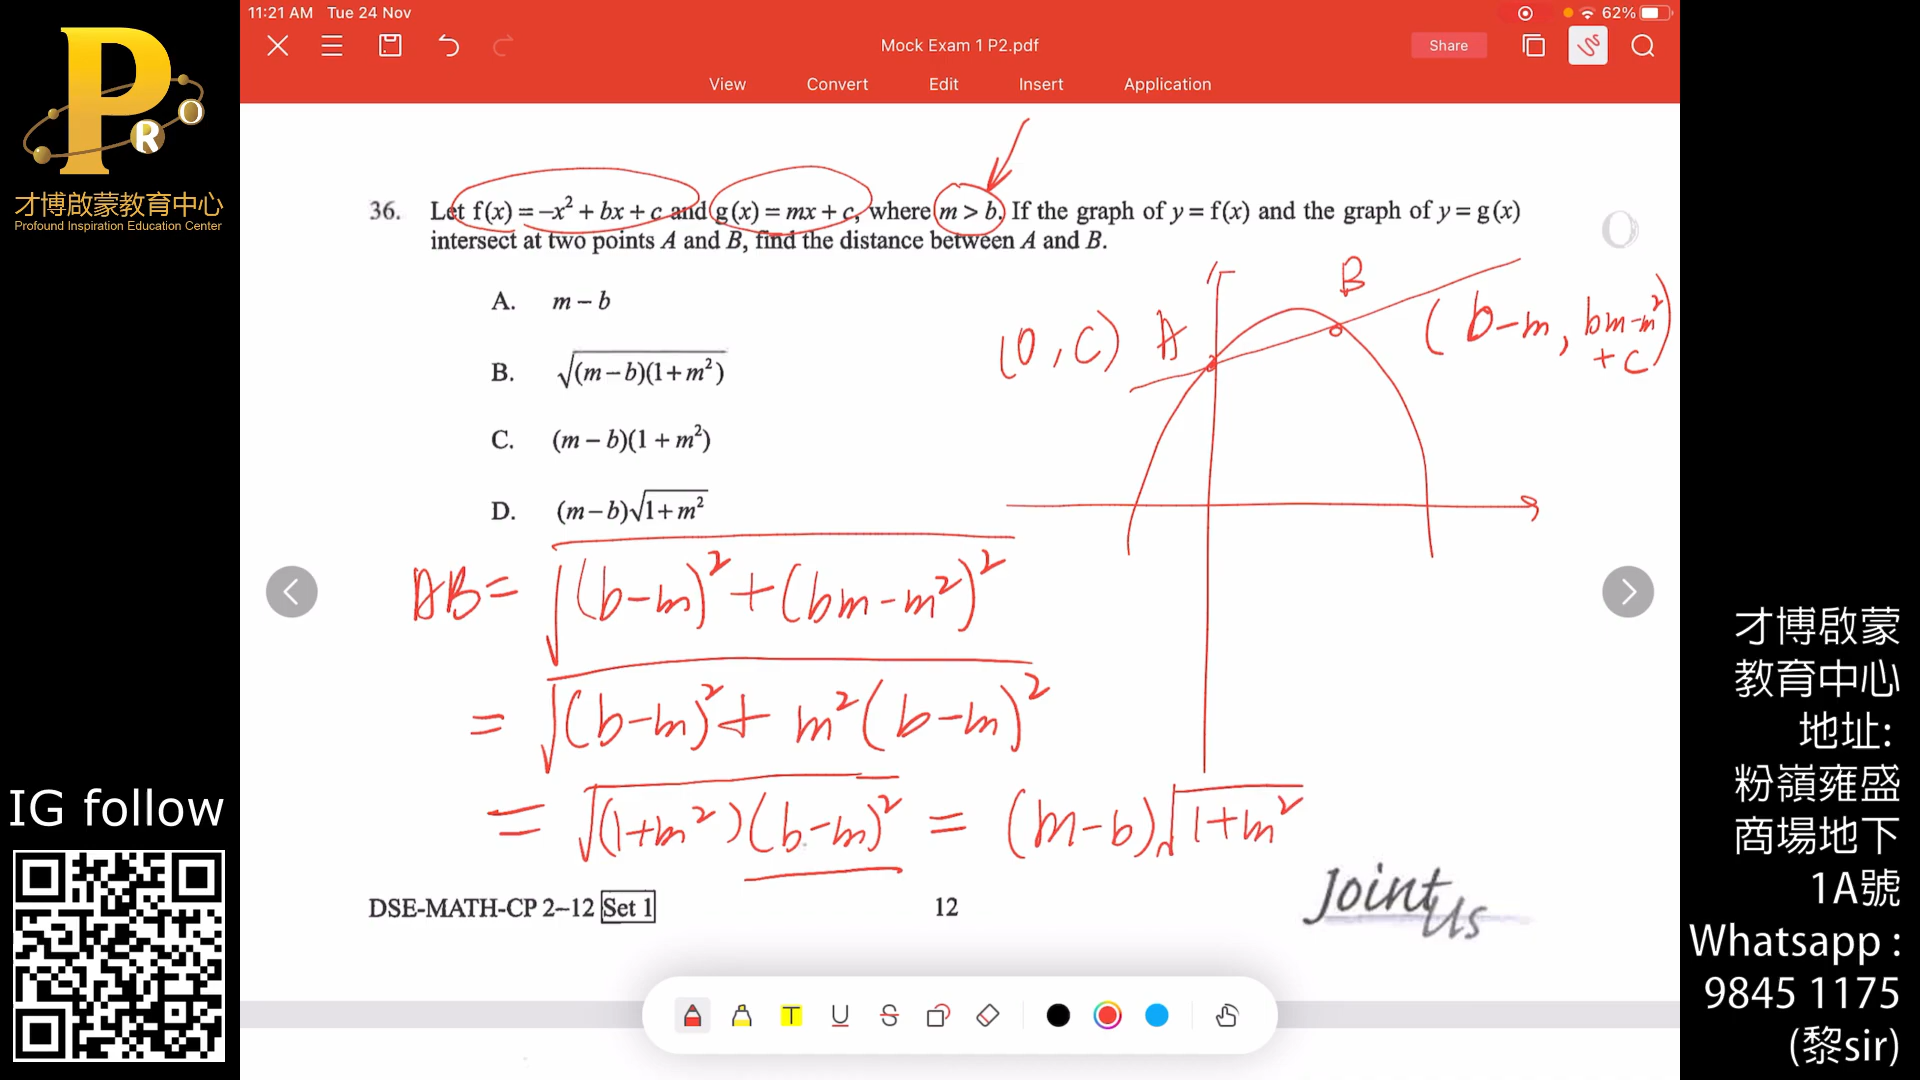 11:21 AM Tue 24 Nov
62%
Mock Exam 1 P2.pdf
Share
View Convert Edit Insert Application
P
R
O
才博啟蒙教育中心
Profound Inspiration Education Center
36. Let f(x) = −x² + bx + c and g(x) = mx + c, where m > b. If the graph of y = f(x) and the graph of y = g(x)
intersect at two points A and B, find the distance between A and B.
A. m − b
B. √((m − b)(1 + m²))
C. (m − b)(1 + m²)
D. (m − b)√(1 + m²)
(0, C) A
B
(b−m, bm−m²
+C)
AB = √((b−m)² + (bm−m²)²)
= √((b−m)² + m²(b−m)²)
= √((1+m²)(b−m)²) = (m−b)√(1+m²)
DSE-MATH-CP 2–12 Set 1
12
Joint Us
T U S
IG follow
才博啟蒙
教育中心
地址:
粉嶺雍盛
商場地下
1A號
Whatsapp :
9845 1175
(黎sir)